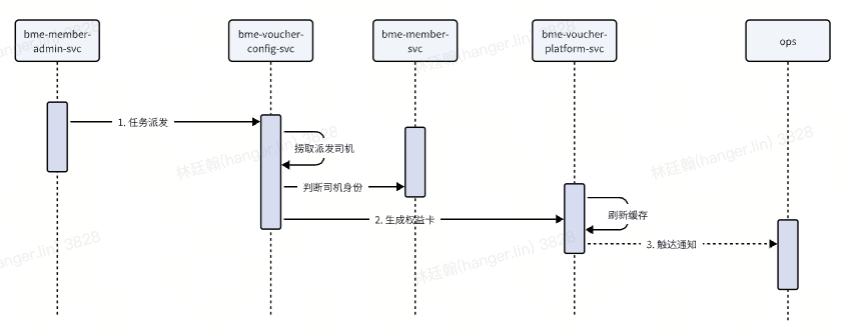 bme-member-
admin-svc
bme-voucher-
config-svc
bme-member-
svc
bme-voucher-
platform-svc
ops
1. 任务派发
捞取派发司机
判断司机身份
2. 生成权益卡
刷新缓存
3. 触达通知
林廷翰(hanger.lin) 3828
林廷翰(hanger.lin) 3828
林廷翰(hanger.lin) 3828
林廷翰(hanger.lin) 3828
hanger.lin) 3828
hanger.lin) 3828